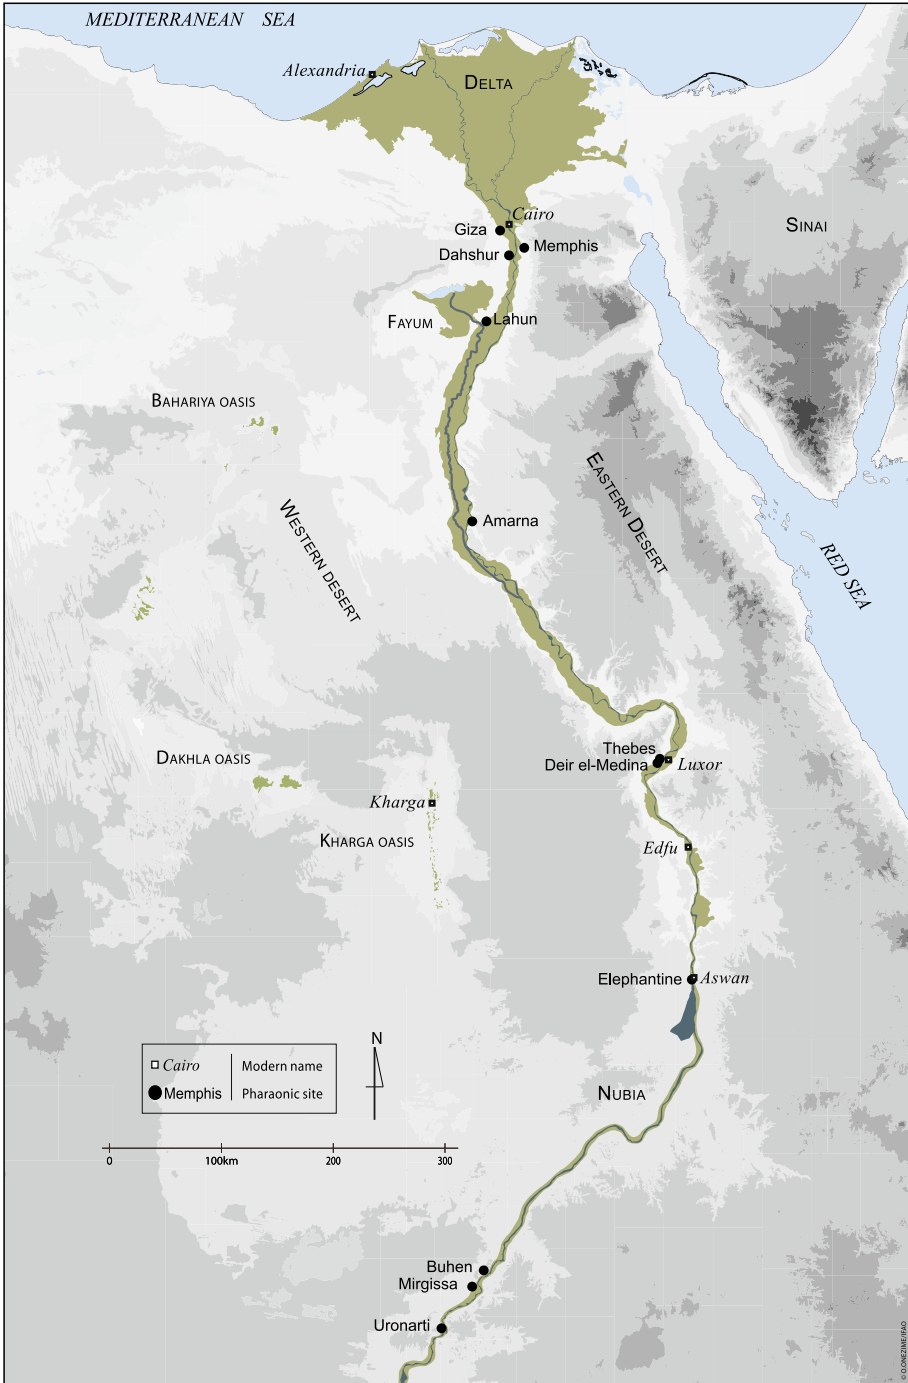 MEDITERRANEAN SEA
Alexandria
DELTA
Cairo
Giza
Memphis
Dahshur
SINAI
FAYUM
Lahun
BAHARIYA OASIS
EASTERN DESERT
WESTERN DESERT
Amarna
RED SEA
Thebes
Deir el-Medina
Luxor
DAKHLA OASIS
Kharga
KHARGA OASIS
Edfu
Elephantine
Aswan
N
Cairo Modern name
Memphis Pharaonic site
NUBIA
0 100km 200 300
Buhen
Mirgissa
Uronarti
© O.ONEZIME/IFAO